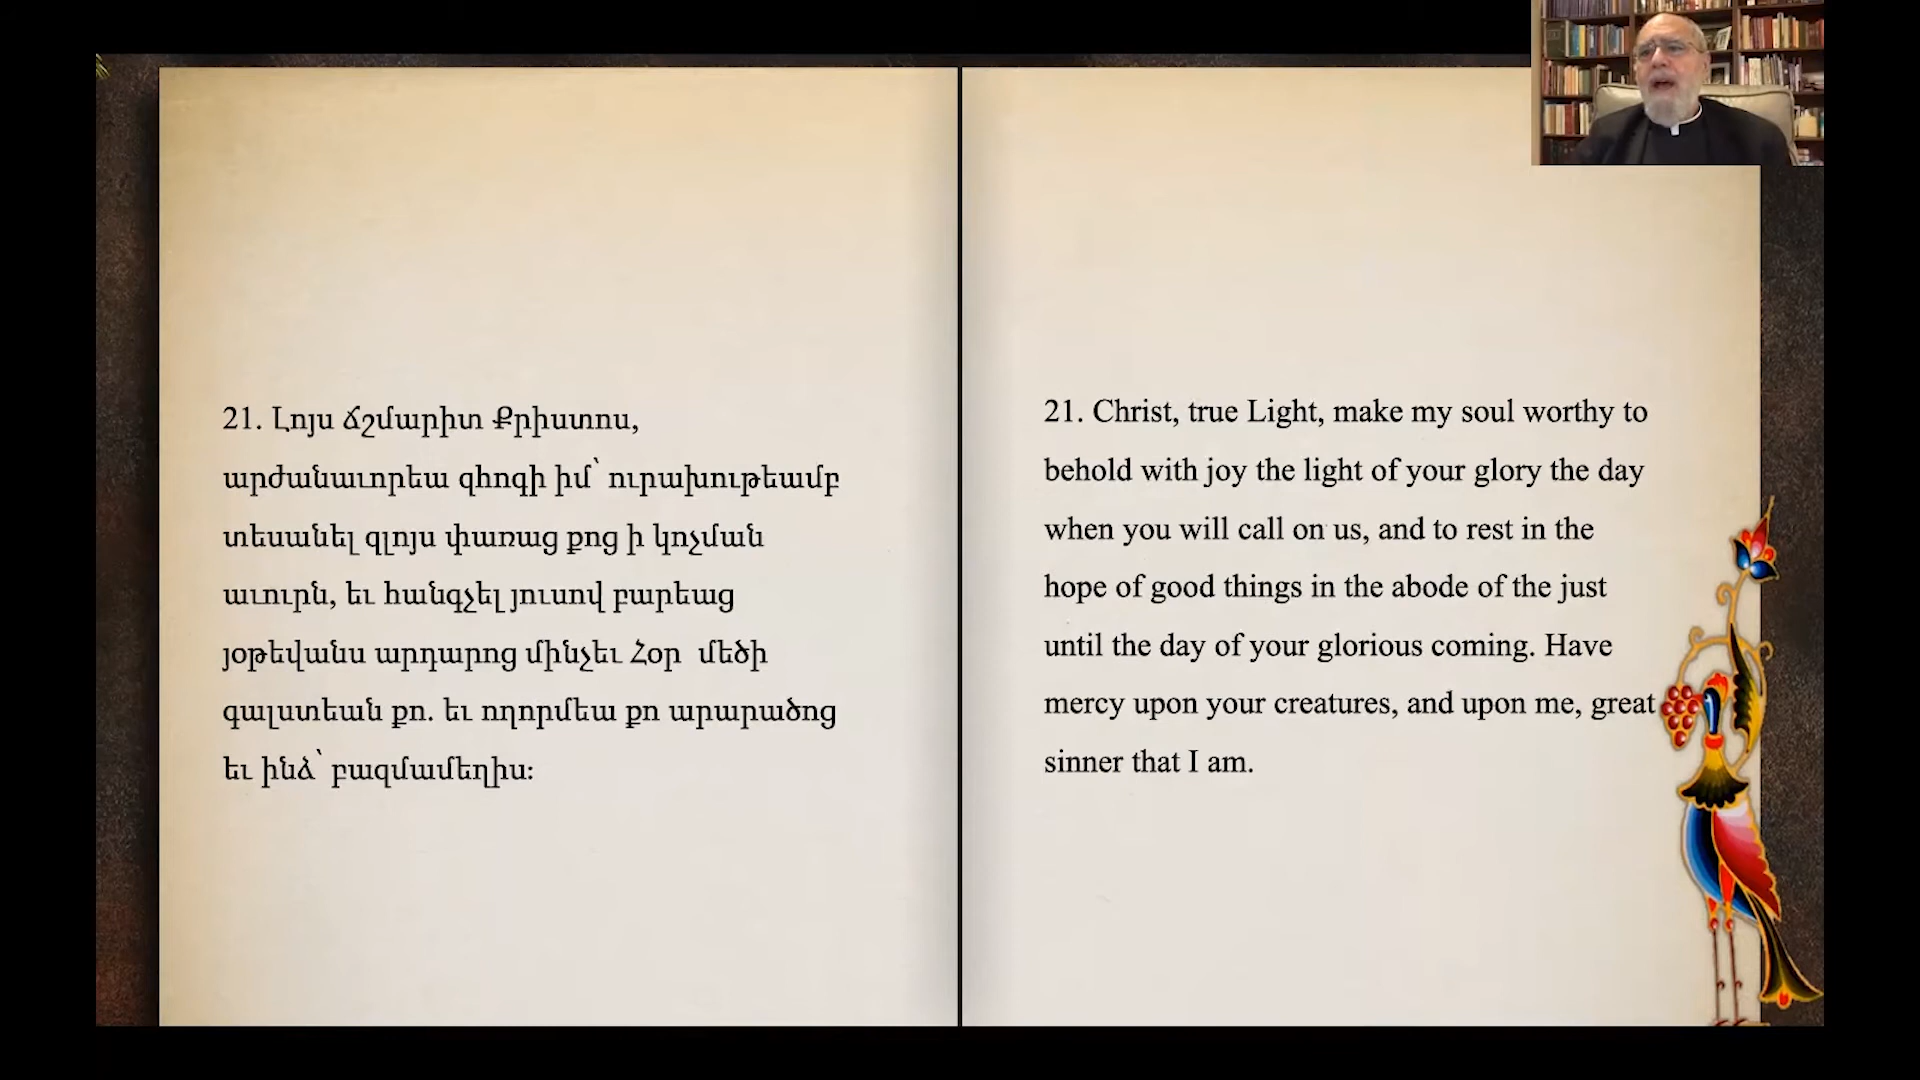 21. Լոյս ճշմարիտ Քրիստոս,
արժանաւորեա զհոգի իմ՝ ուրախութեամբ
տեսանել զլոյս փառաց քոց ի կոչման
աւուրն, եւ հանգչել յուսով բարեաց
յօթեվանս արդարոց մինչեւ Հօր  մեծի
գալստեան քո. եւ ողորմեա քո արարածոց
եւ ինձ՝ բազմամեղիս։
21. Christ, true Light, make my soul worthy to
behold with joy the light of your glory the day
when you will call on us, and to rest in the
hope of good things in the abode of the just
until the day of your glorious coming. Have
mercy upon your creatures, and upon me, great
sinner that I am.